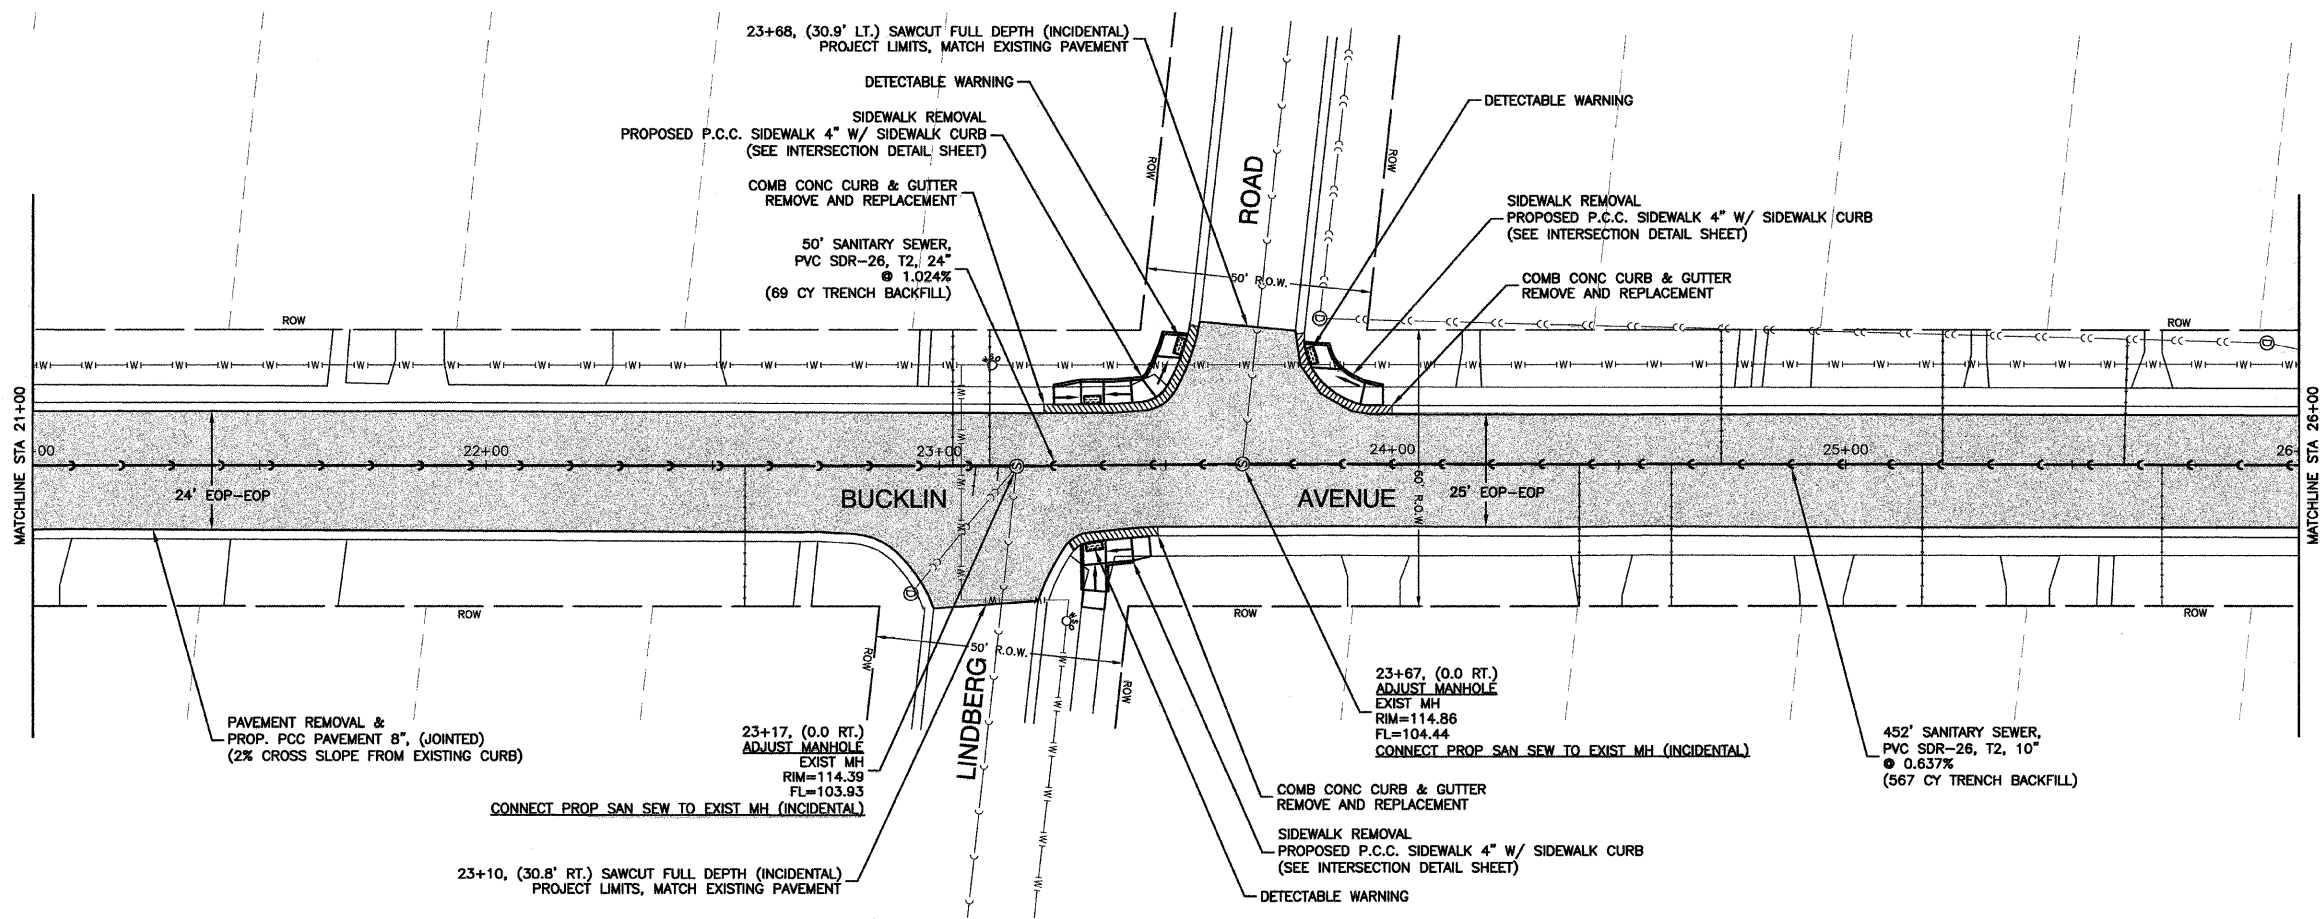 23+68, (30.9' LT.) SAWCUT FULL DEPTH (INCIDENTAL)
PROJECT LIMITS, MATCH EXISTING PAVEMENT
DETECTABLE WARNING
SIDEWALK REMOVAL
PROPOSED P.C.C. SIDEWALK 4" W/ SIDEWALK CURB
(SEE INTERSECTION DETAIL SHEET)
COMB CONC CURB & GUTTER
REMOVE AND REPLACEMENT
50' SANITARY SEWER,
PVC SDR-26, T2, 24"
@ 1.024%
(69 CY TRENCH BACKFILL)
DETECTABLE WARNING
SIDEWALK REMOVAL
PROPOSED P.C.C. SIDEWALK 4" W/ SIDEWALK CURB
(SEE INTERSECTION DETAIL SHEET)
COMB CONC CURB & GUTTER
REMOVE AND REPLACEMENT
ROW
ROAD
ROW
50' R.O.W.
ROW
ROW
MATCHLINE STA 21+00
00
22+00
23+00
24+00
25+00
26+
MATCHLINE STA 26+00
24' EOP-EOP
BUCKLIN
AVENUE
60' R.O.W.
25' EOP-EOP
ROW
ROW
ROW
ROW
50' R.O.W.
ROW
LINDBERG
PAVEMENT REMOVAL &
PROP. PCC PAVEMENT 8", (JOINTED)
(2% CROSS SLOPE FROM EXISTING CURB)
23+17, (0.0 RT.)
ADJUST MANHOLE
EXIST MH
RIM=114.39
FL=103.93
CONNECT PROP SAN SEW TO EXIST MH (INCIDENTAL)
23+10, (30.8' RT.) SAWCUT FULL DEPTH (INCIDENTAL)
PROJECT LIMITS, MATCH EXISTING PAVEMENT
23+67, (0.0 RT.)
ADJUST MANHOLE
EXIST MH
RIM=114.86
FL=104.44
CONNECT PROP SAN SEW TO EXIST MH (INCIDENTAL)
452' SANITARY SEWER,
PVC SDR-26, T2, 10"
@ 0.637%
(567 CY TRENCH BACKFILL)
COMB CONC CURB & GUTTER
REMOVE AND REPLACEMENT
SIDEWALK REMOVAL
PROPOSED P.C.C. SIDEWALK 4" W/ SIDEWALK CURB
(SEE INTERSECTION DETAIL SHEET)
DETECTABLE WARNING